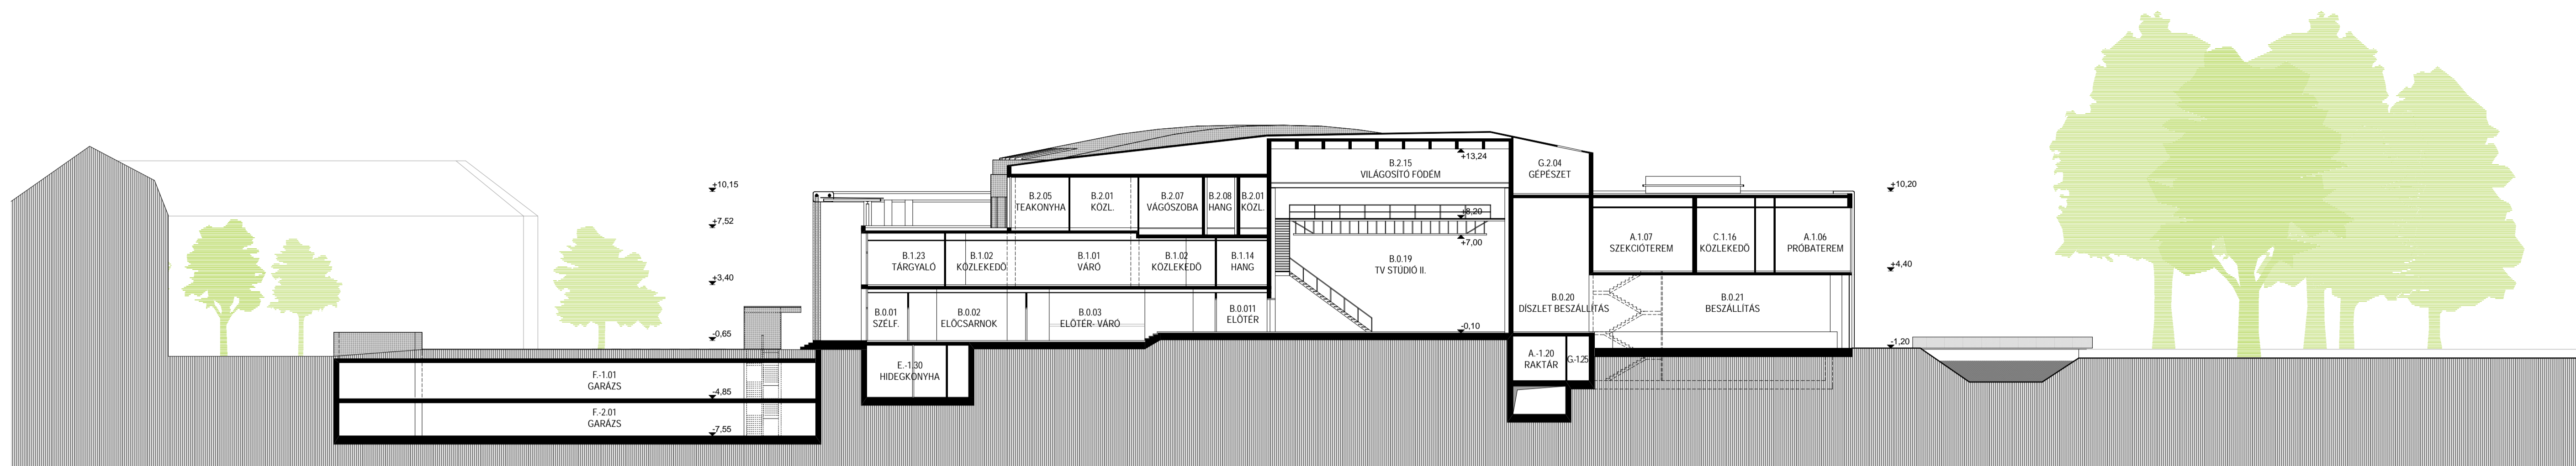 +13,24
B.2.15
VILÁGOSÍTÓ FÖDÉM
G.2.04
GÉPÉSZET
+10,15
+10,20
B.2.05
TEAKONYHA
B.2.01
KÖZL.
B.2.07
VÁGÓSZOBA
B.2.08
HANG
B.2.01
KÖZL.
+8,20
+7,52
+7,00
B.1.23
TÁRGYALÓ
B.1.02
KÖZLEKEDŐ
B.1.01
VÁRÓ
B.1.02
KÖZLEKEDŐ
B.1.14
HANG
B.0.19
TV STÚDIÓ II.
A.1.07
SZEKCIÓTEREM
C.1.16
KÖZLEKEDŐ
A.1.06
PRÓBATEREM
+3,40
+4,40
B.0.01
SZÉLF.
B.0.02
ELŐCSARNOK
B.0.03
ELŐTÉR- VÁRÓ
B.0.011
ELŐTÉR
B.0.20
DÍSZLET BESZÁLLÍTÁS
B.0.21
BESZÁLLÍTÁS
-0,65
-0,10
-1,20
E.-1.30
HIDEGKONYHA
A.-1.20
RAKTÁR
G.-1.25
F.-1.01
GARÁZS
-4,85
F.-2.01
GARÁZS
-7,55